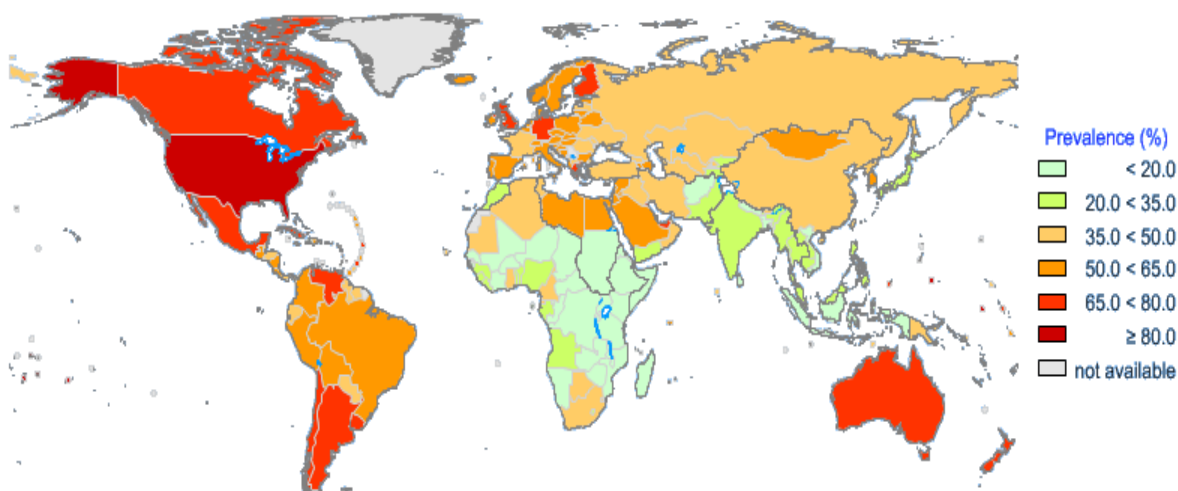 Prevalence (%)
< 20.0
20.0 < 35.0
35.0 < 50.0
50.0 < 65.0
65.0 < 80.0
≥ 80.0
not available